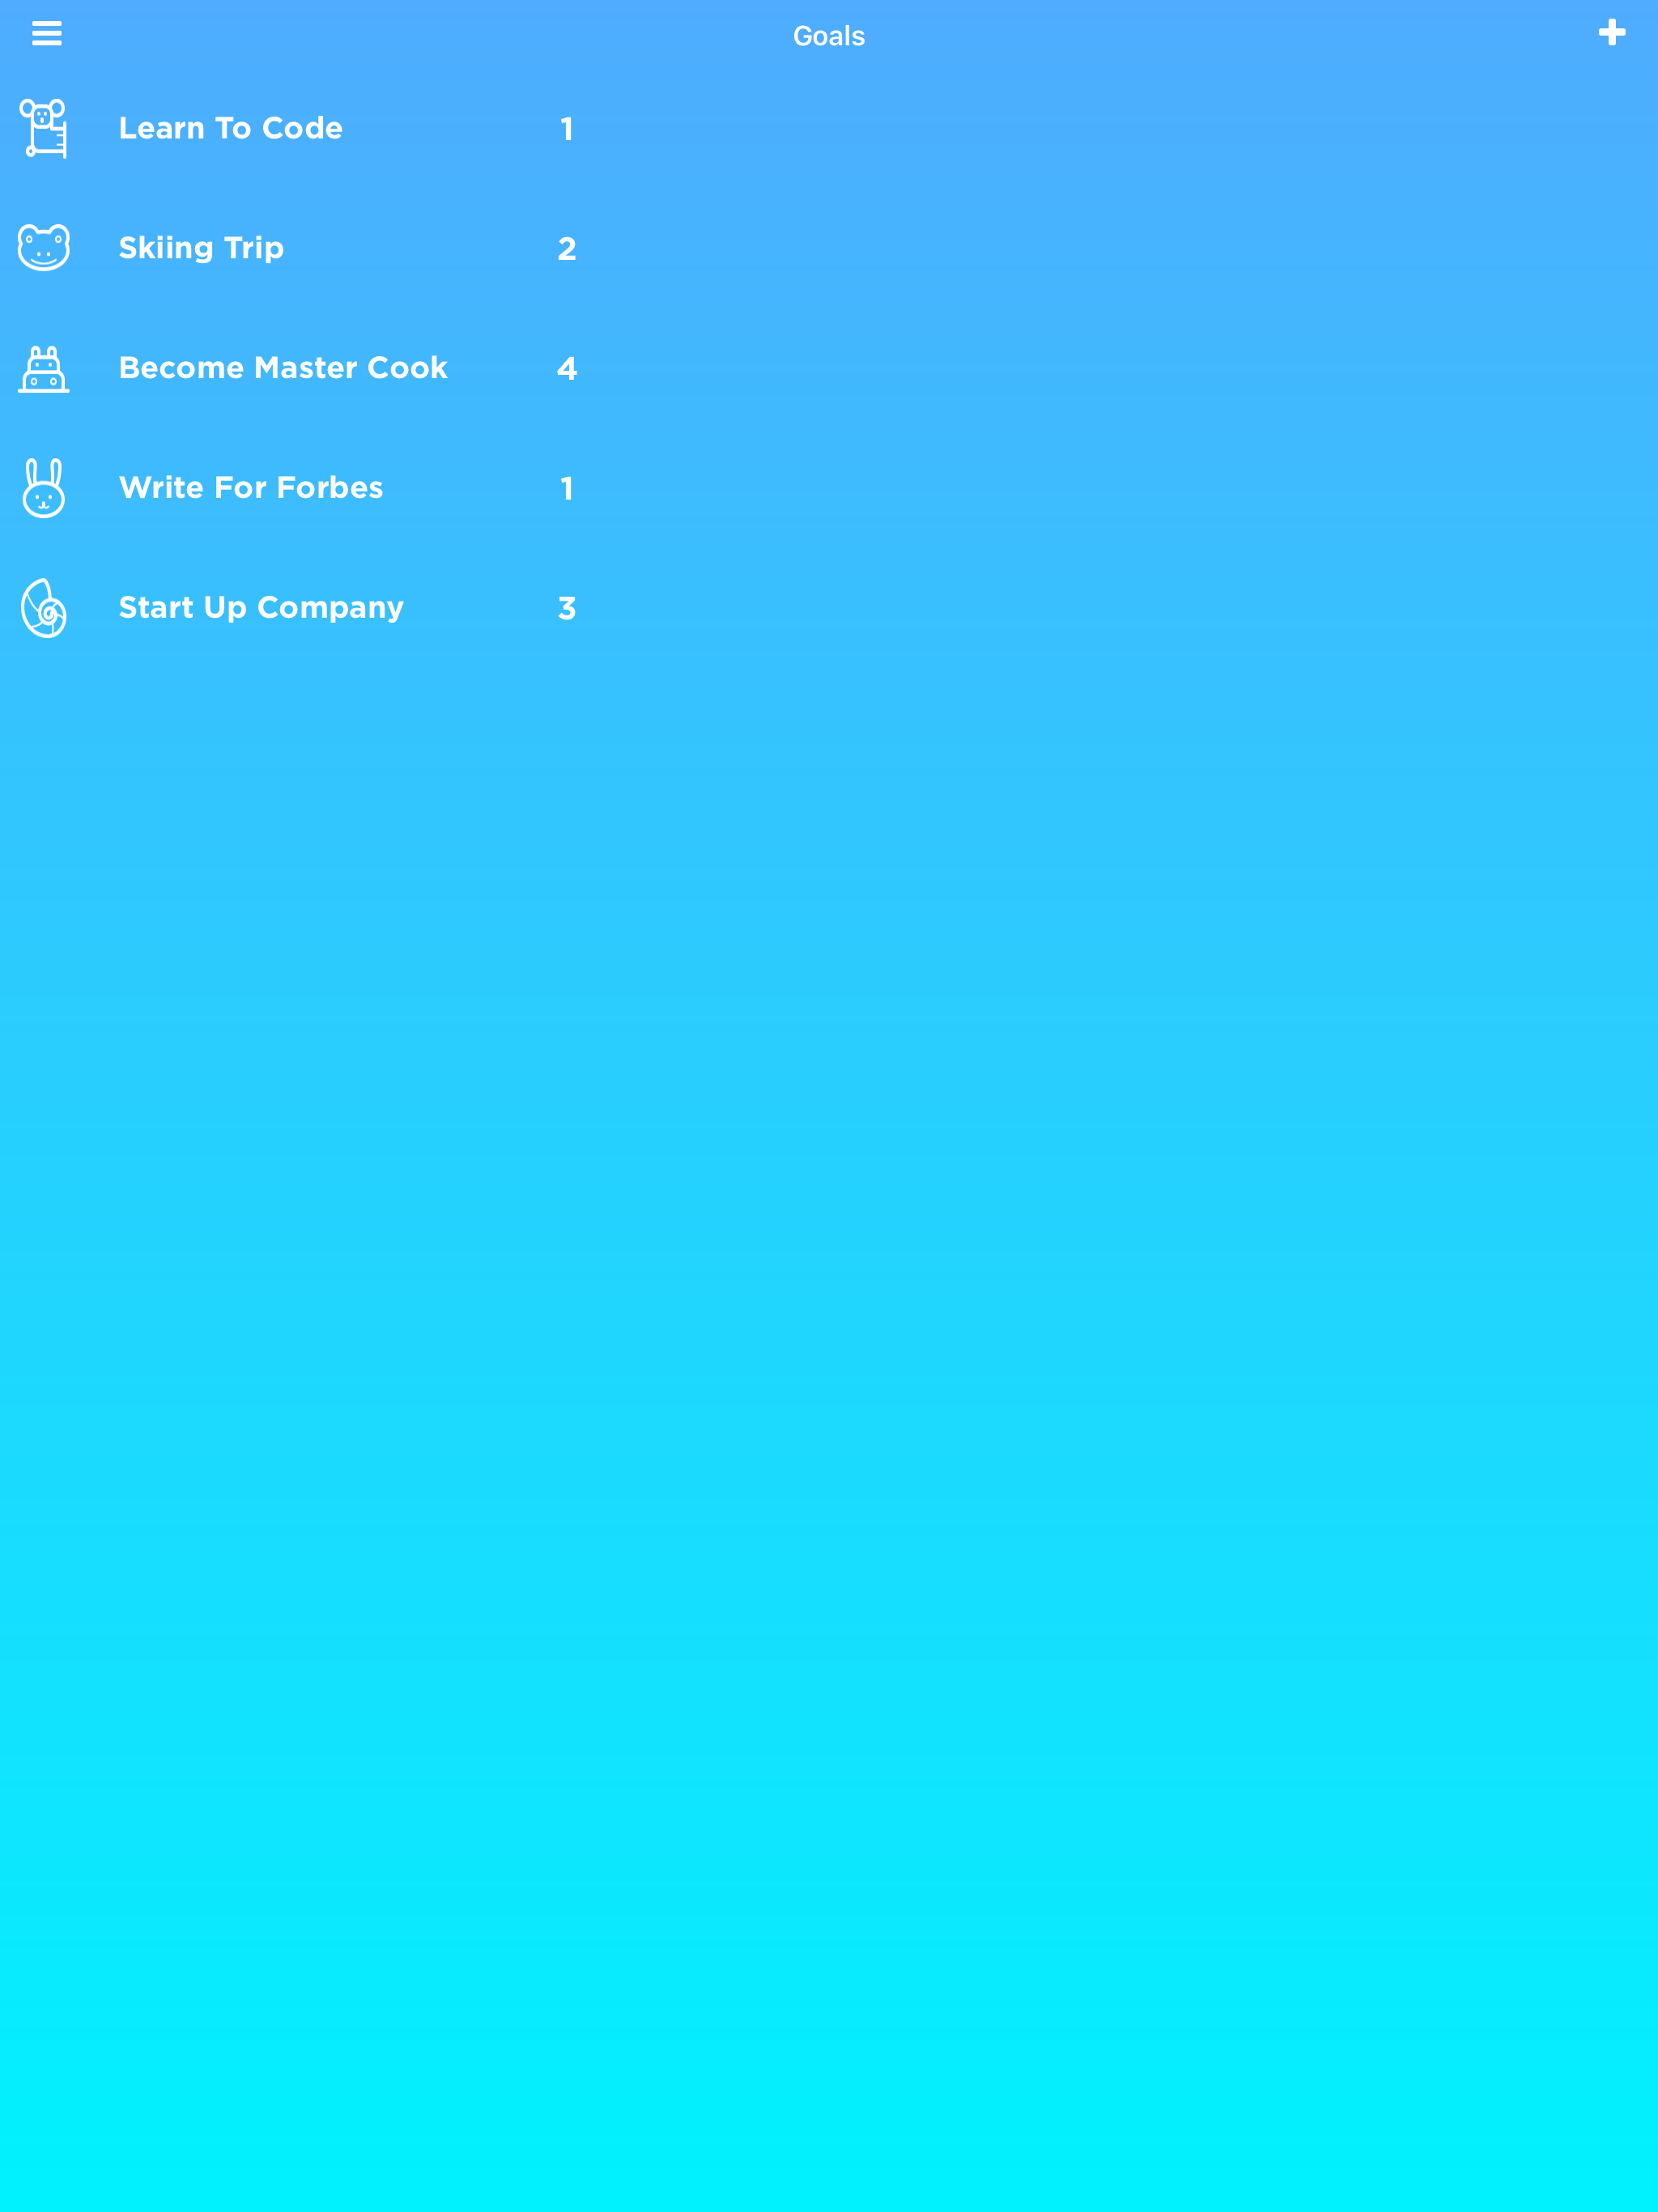 Goals
Learn To Code 1
Skiing Trip 2
Become Master Cook 4
Write For Forbes 1
Start Up Company 3